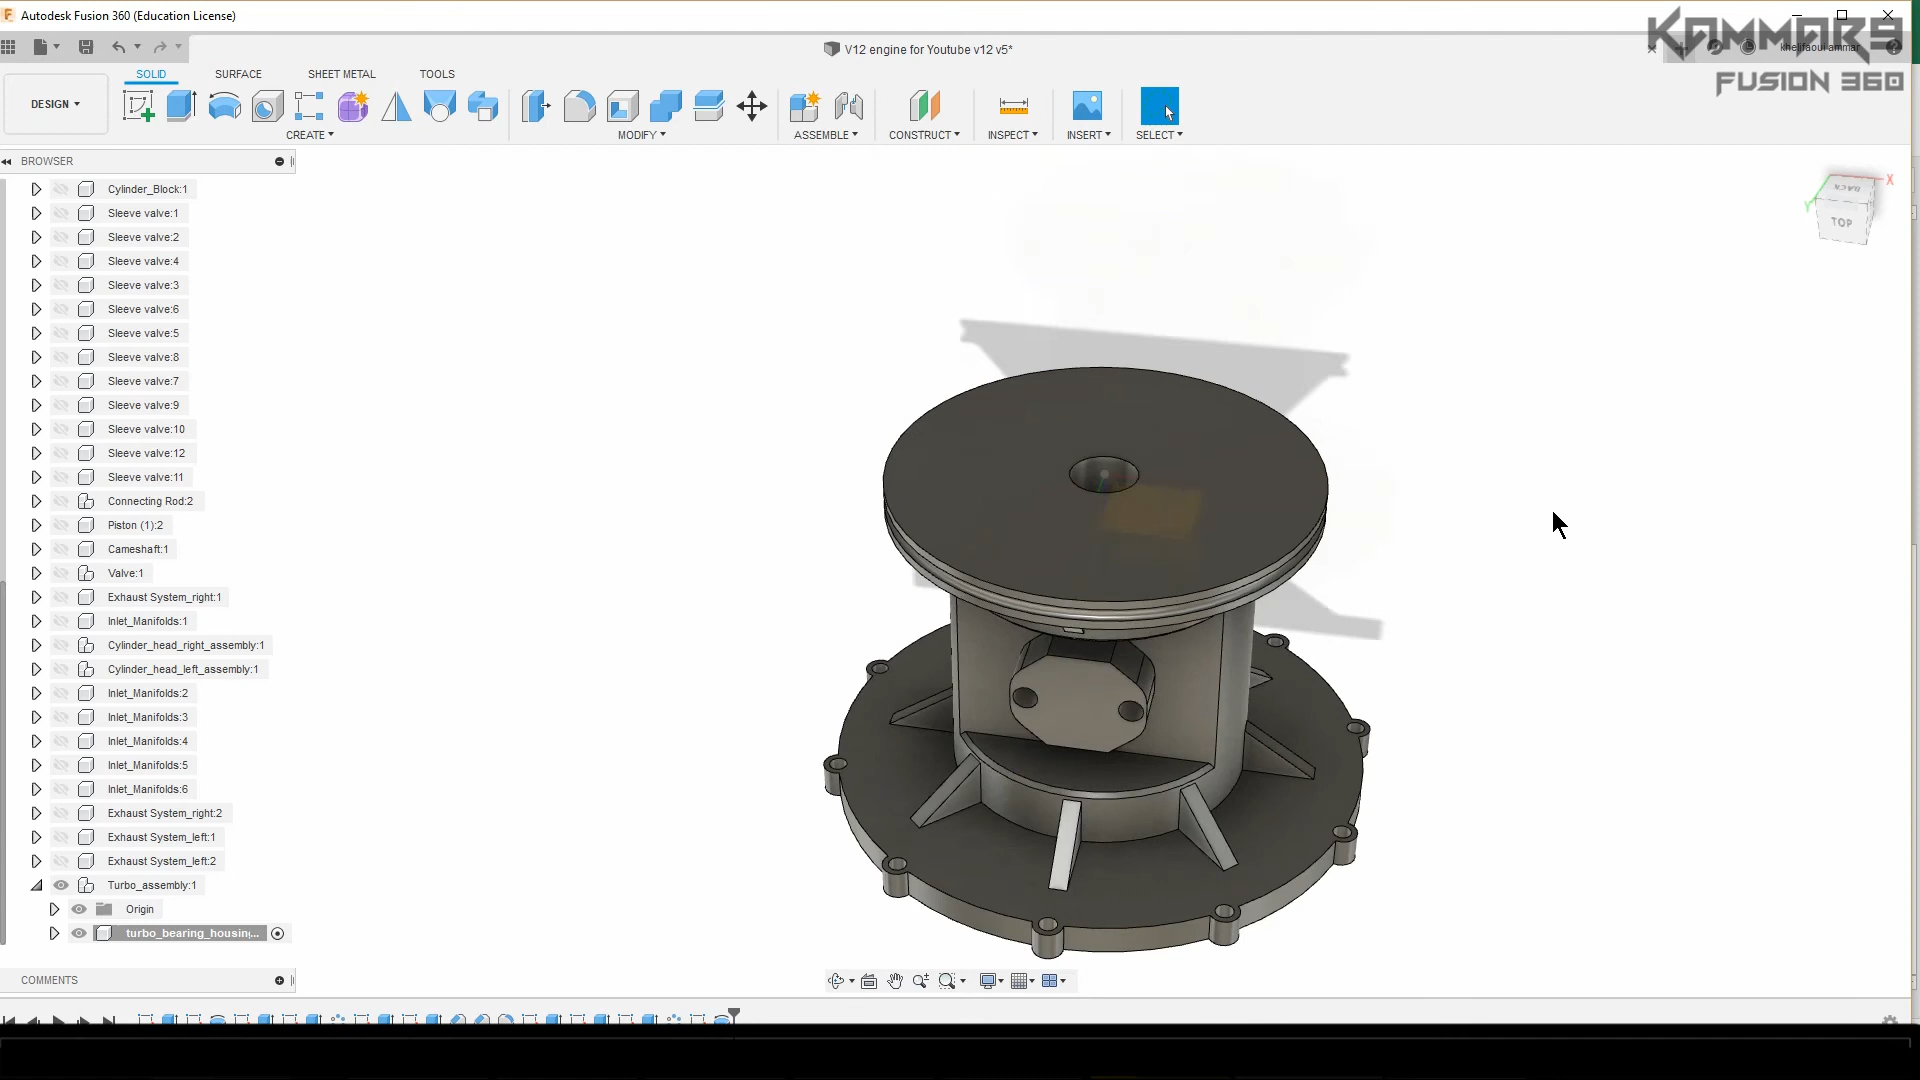 Autodesk Fusion 360 (Education License)
KAMMAR9
FUSION 360
V12 engine for Youtube v12 v5*
khelifaoui ammar
SOLID
SURFACE
SHEET METAL
TOOLS
DESIGN
CREATE
MODIFY
ASSEMBLE
CONSTRUCT
INSPECT
INSERT
SELECT
BROWSER
Cylinder_Block:1
Sleeve valve:1
Sleeve valve:2
Sleeve valve:4
Sleeve valve:3
Sleeve valve:6
Sleeve valve:5
Sleeve valve:8
Sleeve valve:7
Sleeve valve:9
Sleeve valve:10
Sleeve valve:12
Sleeve valve:11
Connecting Rod:2
Piston (1):2
Cameshaft:1
Valve:1
Exhaust System_right:1
Inlet_Manifolds:1
Cylinder_head_right_assembly:1
Cylinder_head_left_assembly:1
Inlet_Manifolds:2
Inlet_Manifolds:3
Inlet_Manifolds:4
Inlet_Manifolds:5
Inlet_Manifolds:6
Exhaust System_right:2
Exhaust System_left:1
Exhaust System_left:2
Turbo_assembly:1
Origin
turbo_bearing_housing...
COMMENTS
BACK
TOP
X
Y